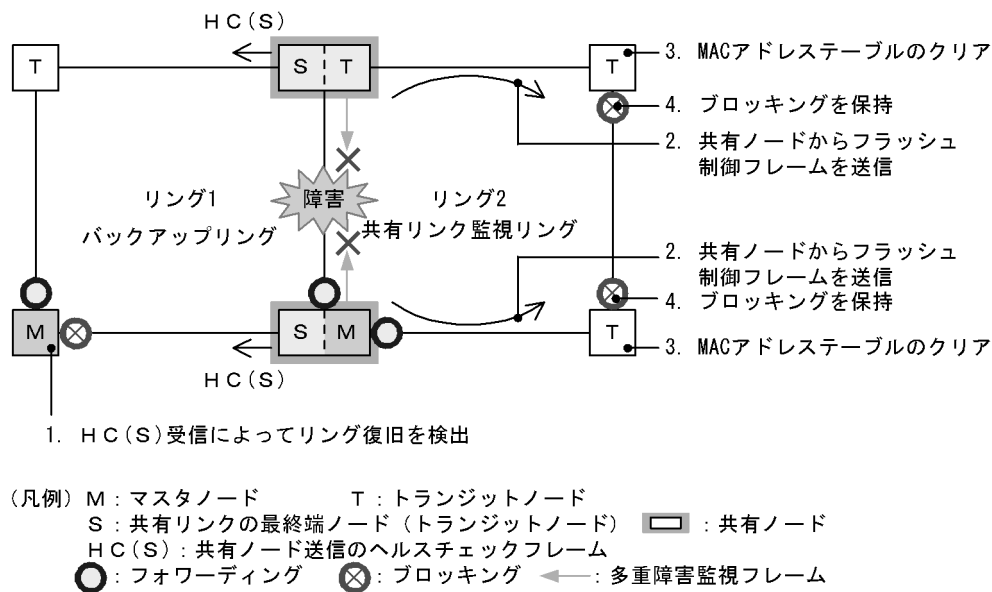 ＨＣ(Ｓ)
Ｔ
Ｓ
Ｔ
Ｔ
3. MACアドレステーブルのクリア
4. ブロッキングを保持
2. 共有ノードからフラッシュ
制御フレームを送信
リング1
バックアップリング
障害
リング2
共有リンク監視リング
2. 共有ノードからフラッシュ
制御フレームを送信
4. ブロッキングを保持
Ｍ
Ｓ
Ｍ
Ｔ
3. MACアドレステーブルのクリア
ＨＣ(Ｓ)
1. ＨＣ(Ｓ)受信によってリング復旧を検出
(凡例) Ｍ：マスタノード Ｔ：トランジットノード
Ｓ：共有リンクの最終端ノード（トランジットノード） ：共有ノード
ＨＣ(Ｓ)：共有ノード送信のヘルスチェックフレーム
：フォワーディング ：ブロッキング ：多重障害監視フレーム